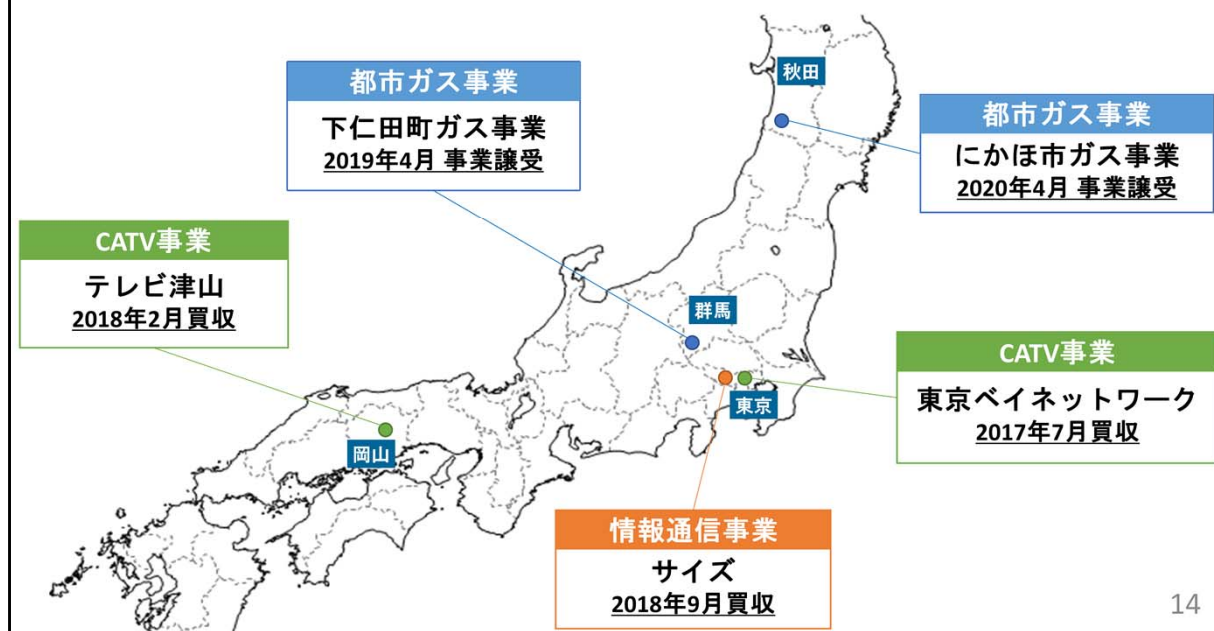 都市ガス事業
下仁田町ガス事業
2019年4月 事業譲受
秋田
都市ガス事業
にかほ市ガス事業
2020年4月 事業譲受
CATV事業
テレビ津山
2018年2月買収
群馬
CATV事業
東京ベイネットワーク
2017年7月買収
東京
岡山
情報通信事業
サイズ
2018年9月買収
14